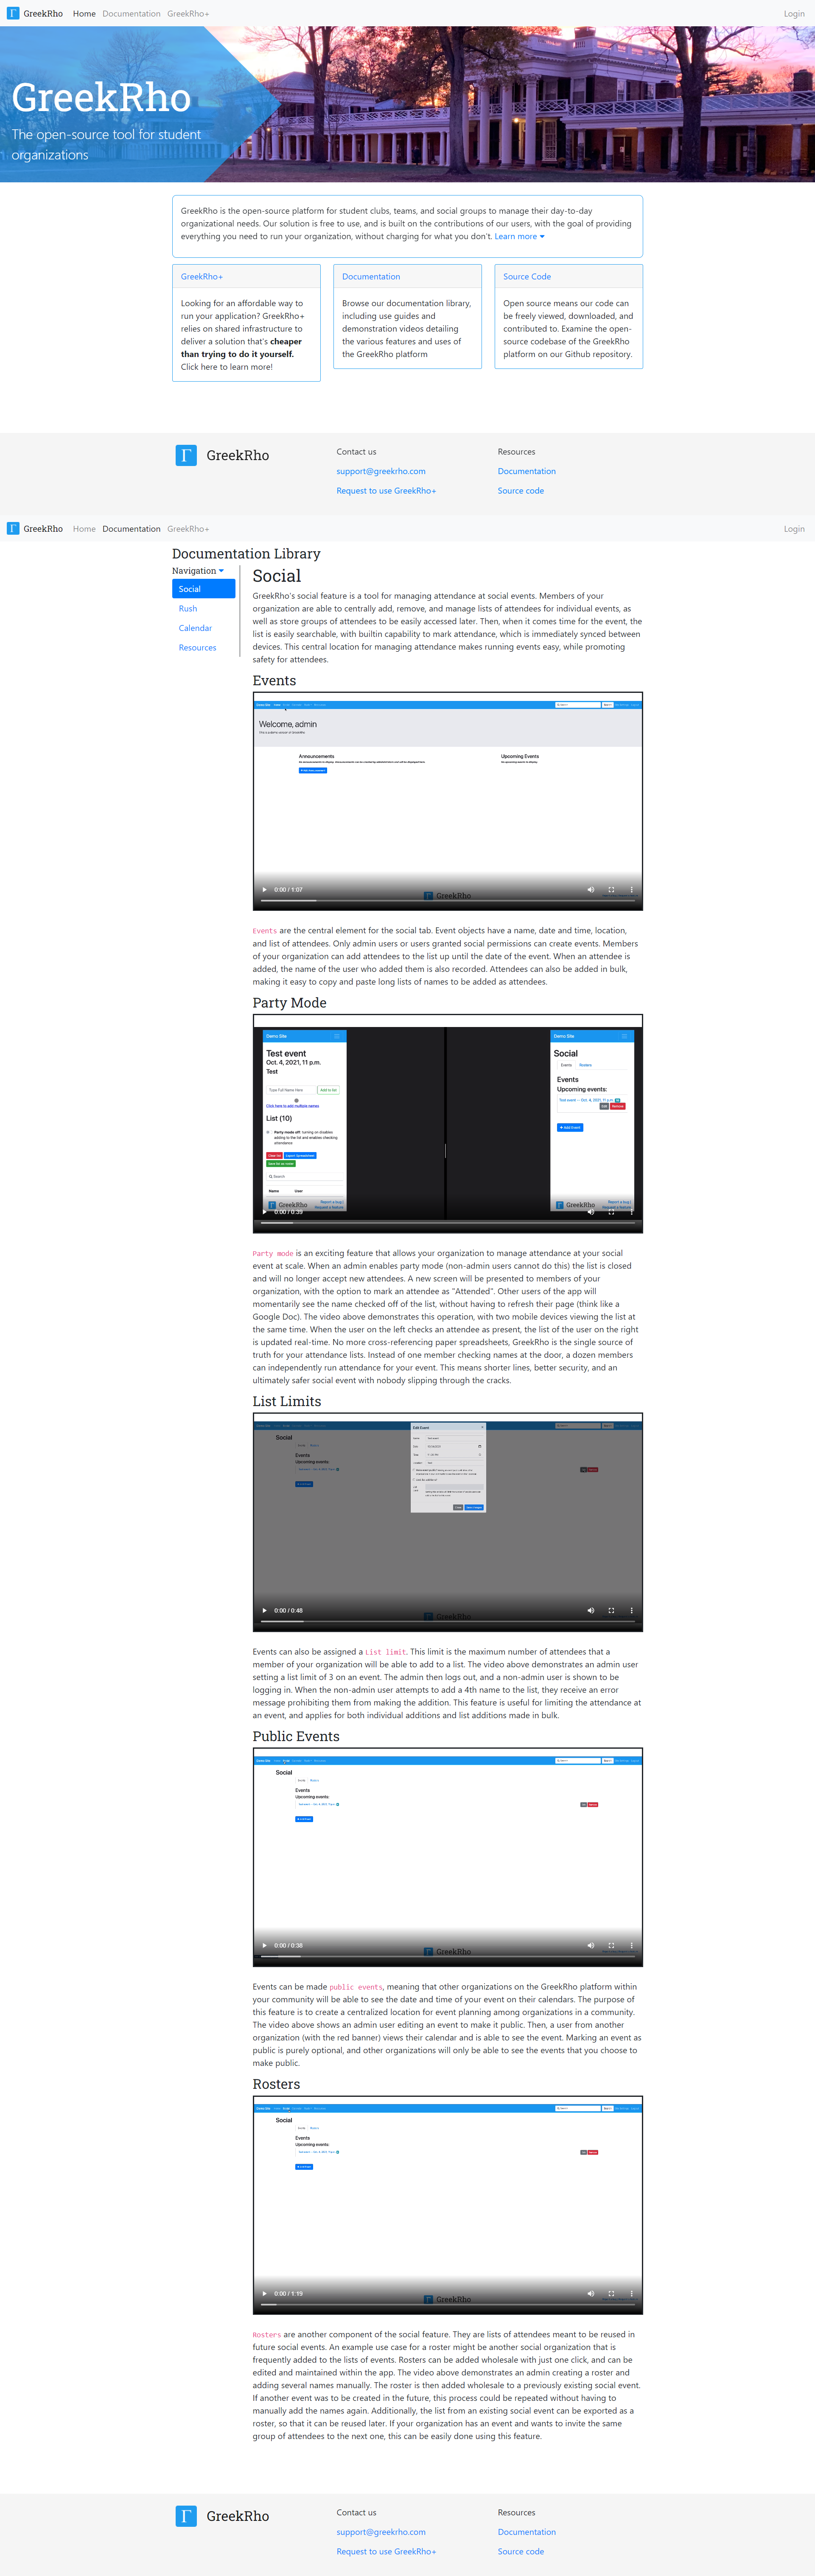 GreekRho Home Documentation GreekRho+ Login
GreekRho
The open-source tool for student
organizations
GreekRho is the open-source platform for student clubs, teams, and social groups to manage their day-to-day
organizational needs. Our solution is free to use, and is built on the contributions of our users, with the goal of providing
everything you need to run your organization, without charging for what you don't. Learn more
GreekRho+
Looking for an affordable way to
run your application? GreekRho+
relies on shared infrastructure to
deliver a solution that's cheaper
than trying to do it yourself.
Click here to learn more!
Documentation
Browse our documentation library,
including use guides and
demonstration videos detailing
the various features and uses of
the GreekRho platform
Source Code
Open source means our code can
be freely viewed, downloaded, and
contributed to. Examine the open-
source codebase of the GreekRho
platform on our Github repository.
Γ GreekRho
Contact us
support@greekrho.com
Request to use GreekRho+
Resources
Documentation
Source code
GreekRho Home Documentation GreekRho+ Login
Documentation Library
Navigation
Social
Rush
Calendar
Resources
Social
GreekRho's social feature is a tool for managing attendance at social events. Members of your
organization are able to centrally add, remove, and manage lists of attendees for individual events, as
well as store groups of attendees to be easily accessed later. Then, when it comes time for the event, the
list is easily searchable, with builtin capability to mark attendance, which is immediately synced between
devices. This central location for managing attendance makes running events easy, while promoting
safety for attendees.
Events
Welcome, admin
Announcements
Upcoming Events
0:00 / 1:07
GreekRho
Events are the central element for the social tab. Event objects have a name, date and time, location,
and list of attendees. Only admin users or users granted social permissions can create events. Members
of your organization can add attendees to the list up until the date of the event. When an attendee is
added, the name of the user who added them is also recorded. Attendees can also be added in bulk,
making it easy to copy and paste long lists of names to be added as attendees.
Party Mode
Demo Site
Test event
Oct. 4, 2021, 11 p.m.
Test
Type Full Name Here Add to list
Click here to add multiple names
List (10)
Party mode off: turning on disables
adding to the list and enables checking
attendance
Clear list Export Spreadsheet
Save list as roster
Search
Name User
GreekRho Report a bug |
Request a feature
0:00 / 0:39
Demo Site
Social
Events Rosters
Events
Upcoming events:
Test event -- Oct. 4, 2021, 11 p.m.
Edit Remove
+ Add Event
GreekRho Report a bug |
Request a feature
Party mode is an exciting feature that allows your organization to manage attendance at your social
event at scale. When an admin enables party mode (non-admin users cannot do this) the list is closed
and will no longer accept new attendees. A new screen will be presented to members of your
organization, with the option to mark an attendee as "Attended". Other users of the app will
momentarily see the name checked off of the list, without having to refresh their page (think like a
Google Doc). The video above demonstrates this operation, with two mobile devices viewing the list at
the same time. When the user on the left checks an attendee as present, the list of the user on the right
is updated real-time. No more cross-referencing paper spreadsheets, GreekRho is the single source of
truth for your attendance lists. Instead of one member checking names at the door, a dozen members
can independently run attendance for your event. This means shorter lines, better security, and an
ultimately safer social event with nobody slipping through the cracks.
List Limits
Social
Events
Upcoming events:
Edit Event
0:00 / 0:48
GreekRho
Events can also be assigned a List limit. This limit is the maximum number of attendees that a
member of your organization will be able to add to a list. The video above demonstrates an admin user
setting a list limit of 3 on an event. The admin then logs out, and a non-admin user is shown to be
logging in. When the non-admin user attempts to add a 4th name to the list, they receive an error
message prohibiting them from making the addition. This feature is useful for limiting the attendance at
an event, and applies for both individual additions and list additions made in bulk.
Public Events
Social
Events
Upcoming events:
0:00 / 0:38
GreekRho
Events can be made public events, meaning that other organizations on the GreekRho platform within
your community will be able to see the date and time of your event on their calendars. The purpose of
this feature is to create a centralized location for event planning among organizations in a community.
The video above shows an admin user editing an event to make it public. Then, a user from another
organization (with the red banner) views their calendar and is able to see the event. Marking an event as
public is purely optional, and other organizations will only be able to see the events that you choose to
make public.
Rosters
Social
Events
Upcoming events:
0:00 / 1:19
GreekRho
Rosters are another component of the social feature. They are lists of attendees meant to be reused in
future social events. An example use case for a roster might be another social organization that is
frequently added to the lists of events. Rosters can be added wholesale with just one click, and can be
edited and maintained within the app. The video above demonstrates an admin creating a roster and
adding several names manually. The roster is then added wholesale to a previously existing social event.
If another event was to be created in the future, this process could be repeated without having to
manually add the names again. Additionally, the list from an existing social event can be exported as a
roster, so that it can be reused later. If your organization has an event and wants to invite the same
group of attendees to the next one, this can be easily done using this feature.
Γ GreekRho
Contact us
support@greekrho.com
Request to use GreekRho+
Resources
Documentation
Source code